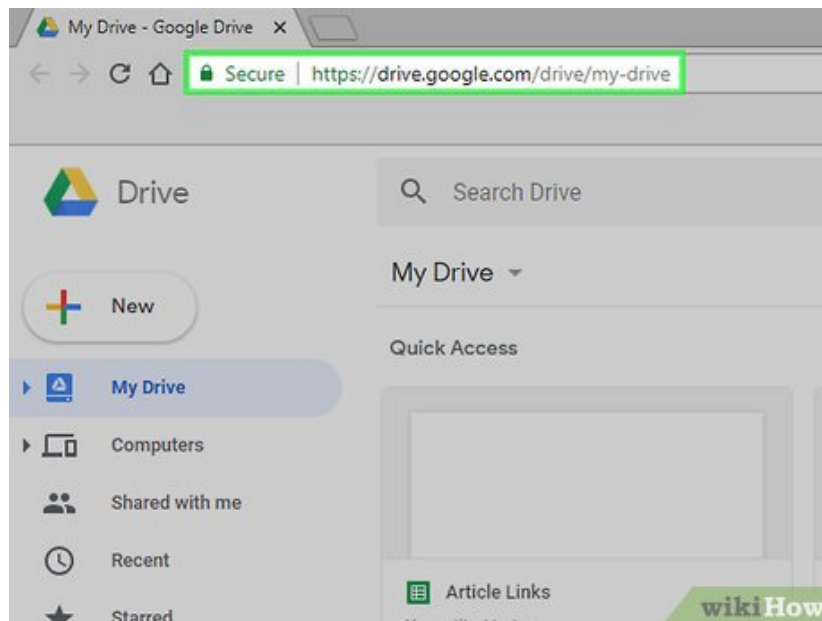 My Drive - Google Drive
Secure | https://drive.google.com/drive/my-drive
Drive
Search Drive
My Drive
New
Quick Access
My Drive
Computers
Shared with me
Recent
Article Links
Starred
wikiHow